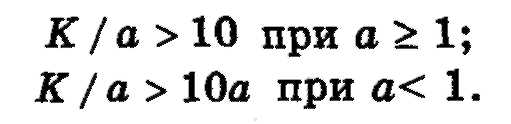 K / a > 10 при a ≥ 1;
K / a > 10a при a < 1.